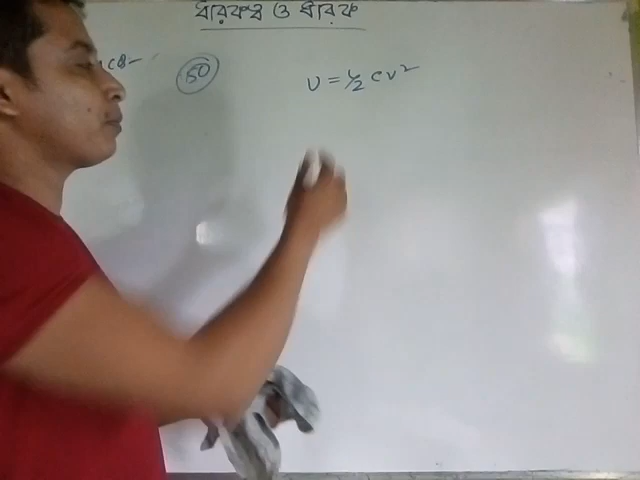 ধারকত্ব ও ধারক
50 U = 1/2 CV²